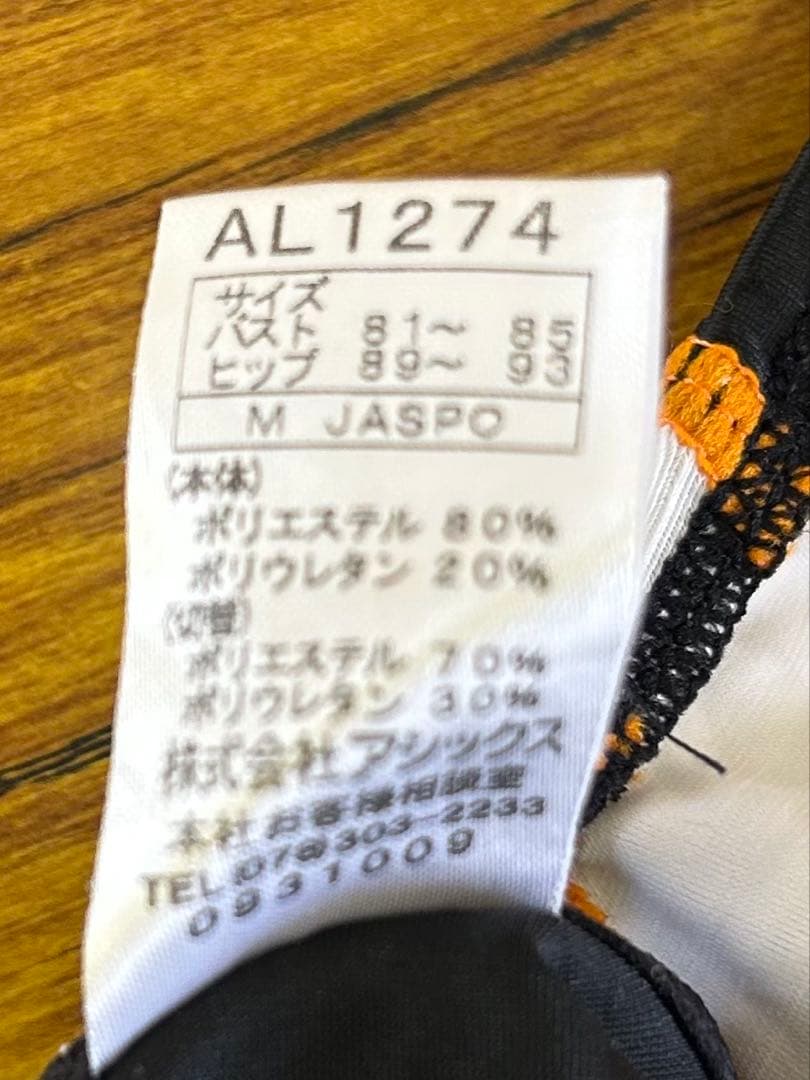 AL1274
サイズ
バスト 81～ 85
ヒップ 89～ 93
M JASPO
(本体)
ポリエステル 80%
ポリウレタン 20%
(切替)
ポリエステル 70%
ポリウレタン 30%
株式会社アシックス
本社お客様相談室
TEL(078)303-2233
0931009